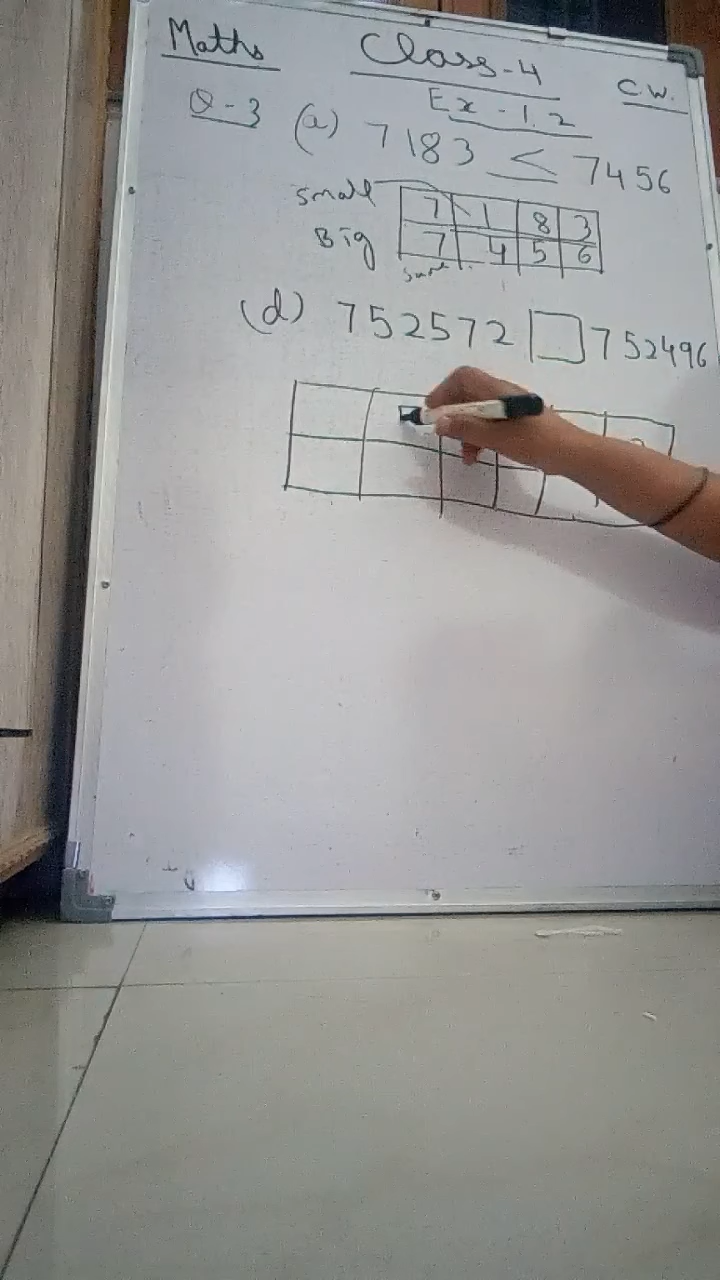 Maths Class-4 C.W.
Ex-1.2
Q-3 (a) 7183 < 7456
Small 7 1 8 3
Big 7 4 5 6
(d) 752572 □ 752496